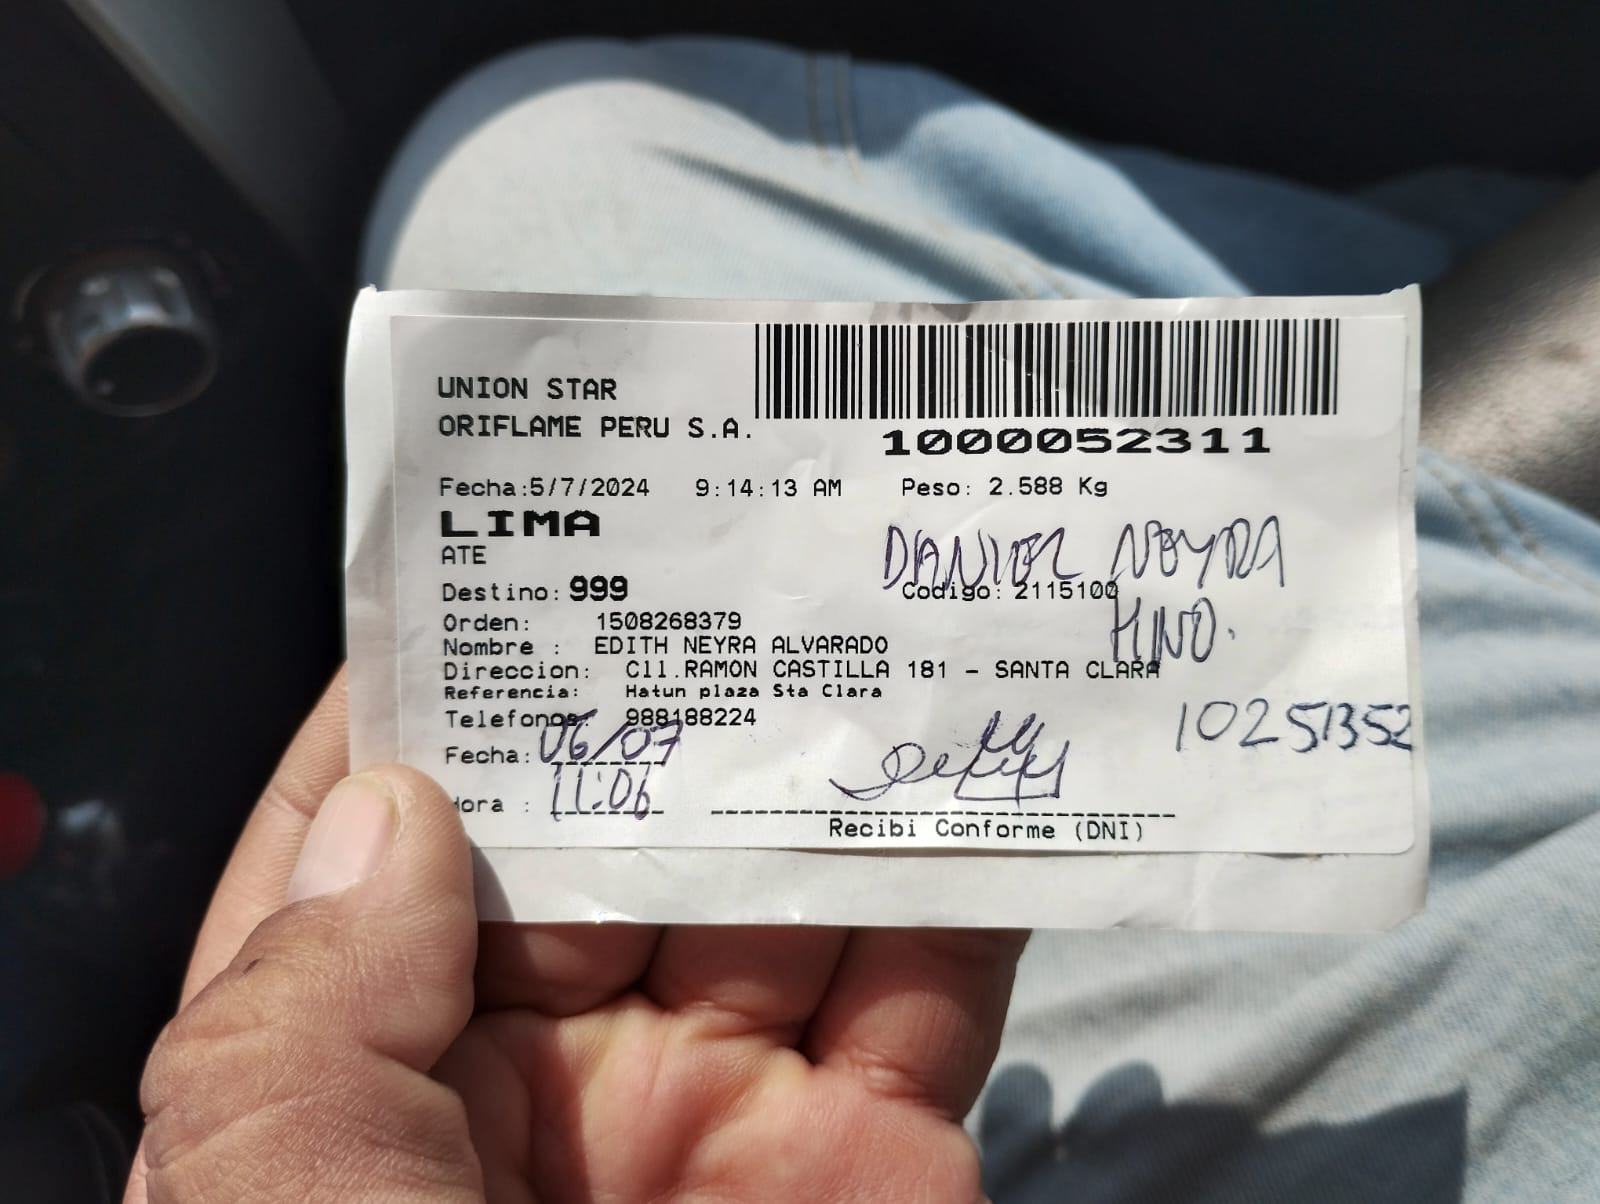 UNION STAR
ORIFLAME PERU S.A.
1000052311
Fecha:5/7/2024 9:14:13 AM Peso: 2.588 Kg
LIMA
DANIEL NEYRA
ATE
Destino: 999 Codigo: 2115100
HNO.
Orden: 1508268379
Nombre : EDITH NEYRA ALVARADO
Direccion: Cll.RAMON CASTILLA 181 - SANTA CLARA
Referencia: Hatun plaza Sta Clara
Telefonos: 988188224
10251352
Fecha: 06/07
Hora : 11:06
Recibi Conforme (DNI)